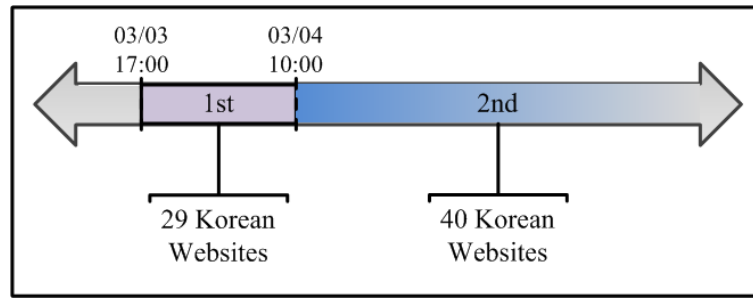 03/03
17:00
03/04
10:00
1st
2nd
29 Korean
Websites
40 Korean
Websites